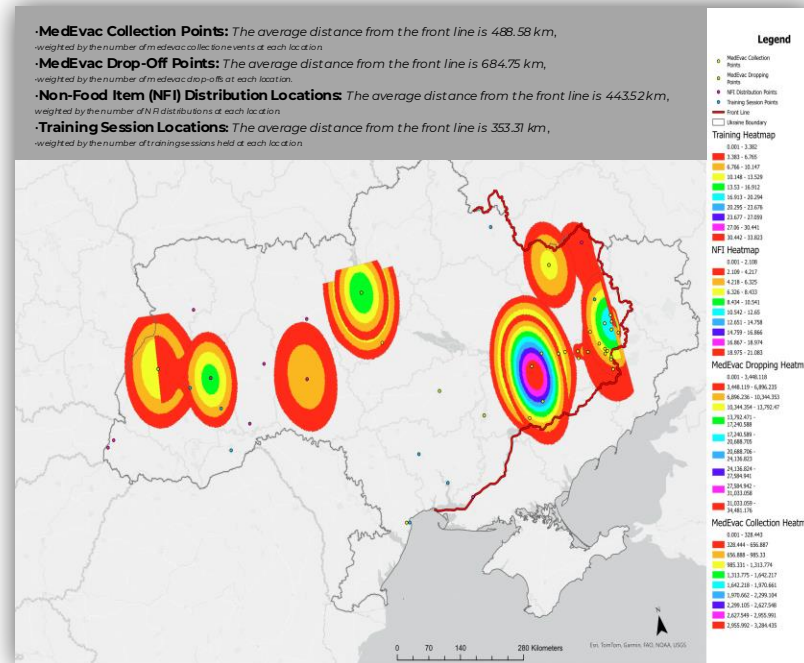 ·MedEvac Collection Points: The average distance from the front line is 488.58 km,
·weighted by the number of medevac collection events at each location
·MedEvac Drop-Off Points: The average distance from the front line is 684.75 km,
·weighted by the number of medevac drop-offs at each location.
·Non-Food Item (NFI) Distribution Locations: The average distance from the front line is 443.52 km,
weighted by the number of NFI distributions at each location
·Training Session Locations: The average distance from the front line is 353.31 km,
·weighted by the number of training sessions held at each location
Legend
MedEvac Collection
Points
MedEvac Dropping
Points
NFI Distribution Points
Training Session Points
Front Line
Ukraine Boundary
Training Heatmap
0.001 - 3.382
3.383 - 6.765
6.766 - 10.147
10.148 - 13.529
13.53 - 16.912
16.913 - 20.294
20.295 - 23.676
23.677 - 27.059
27.06 - 30.441
30.442 - 33.823
NFI Heatmap
0.001 - 2.108
2.109 - 4.217
4.218 - 6.325
6.326 - 8.433
8.434 - 10.541
10.542 - 12.65
12.651 - 14.758
14.759 - 16.866
16.867 - 18.974
18.975 - 21.083
MedEvac Dropping Heatm
0.001 - 3,448.118
3,448.119 - 6,896.235
6,896.236 - 10,344.353
10,344.354 - 13,792.47
13,792.471 -
17,240.588
17,240.589 -
20,688.705
20,688.706 -
24,136.823
24,136.824 -
27,584.941
27,584.942 -
31,033.058
31,033.059 -
34,481.176
MedEvac Collection Heatm
0.001 - 328.443
328.444 - 656.887
656.888 - 985.33
985.331 - 1,313.774
1,313.775 - 1,642.217
1,642.218 - 1,970.661
1,970.662 - 2,299.104
2,299.105 - 2,627.548
2,627.549 - 2,955.991
2,955.992 - 3,284.435
0 70 140 280 Kilometers
Esri, TomTom, Garmin, FAO, NOAA, USGS